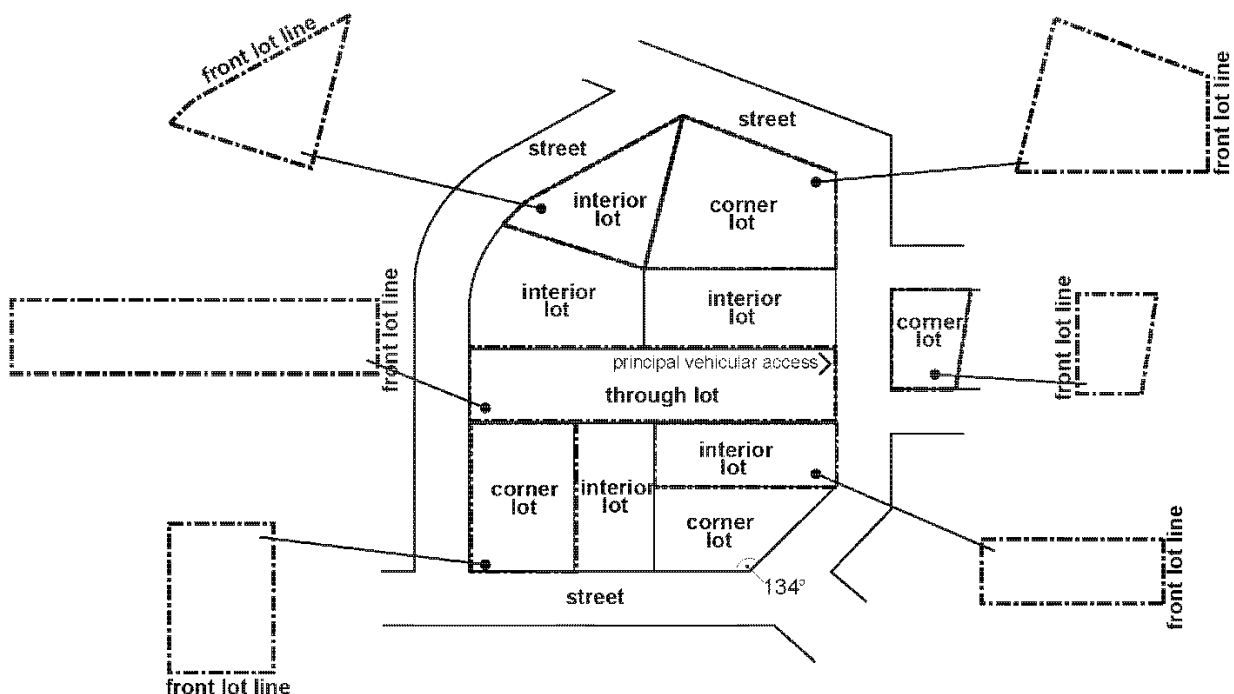 front lot line
front lot line
street
street
interior
lot
corner
lot
interior
lot
interior
lot
front lot line
corner
lot
front lot line
principal vehicular access
through lot
interior
lot
corner
lot
interior
lot
corner
lot
front lot line
134°
street
front lot line